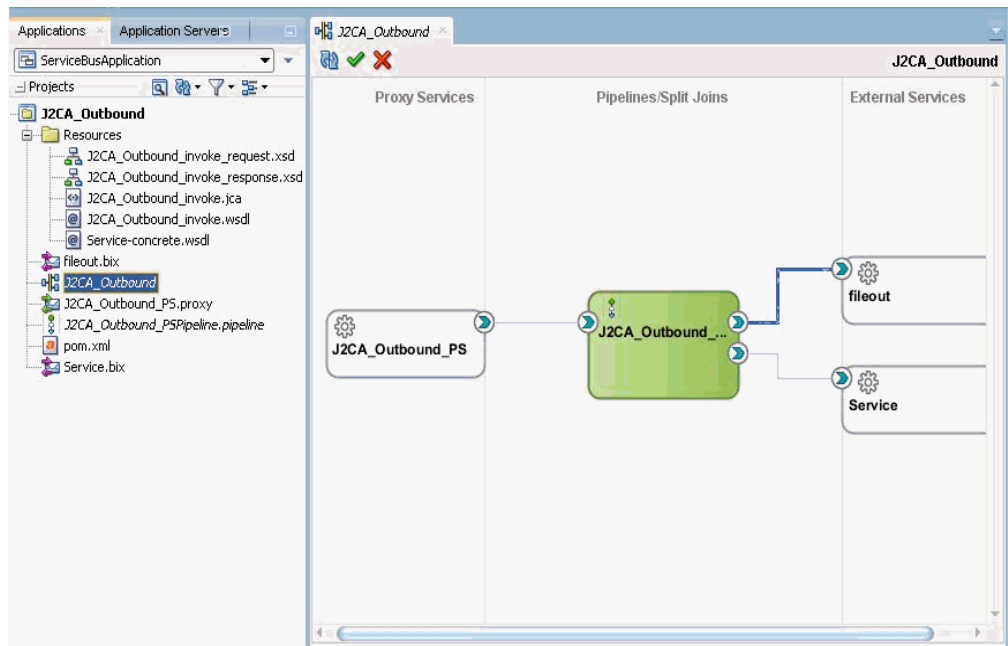 Applications
Application Servers
J2CA_Outbound
ServiceBusApplication
J2CA_Outbound
Projects
Proxy Services
Pipelines/Split Joins
External Services
J2CA_Outbound
Resources
J2CA_Outbound_invoke_request.xsd
J2CA_Outbound_invoke_response.xsd
J2CA_Outbound_invoke.jca
J2CA_Outbound_invoke.wsdl
Service-concrete.wsdl
fileout.bix
J2CA_Outbound
J2CA_Outbound_PS.proxy
J2CA_Outbound_PSPipeline.pipeline
pom.xml
Service.bix
J2CA_Outbound_PS
J2CA_Outbound_...
fileout
Service